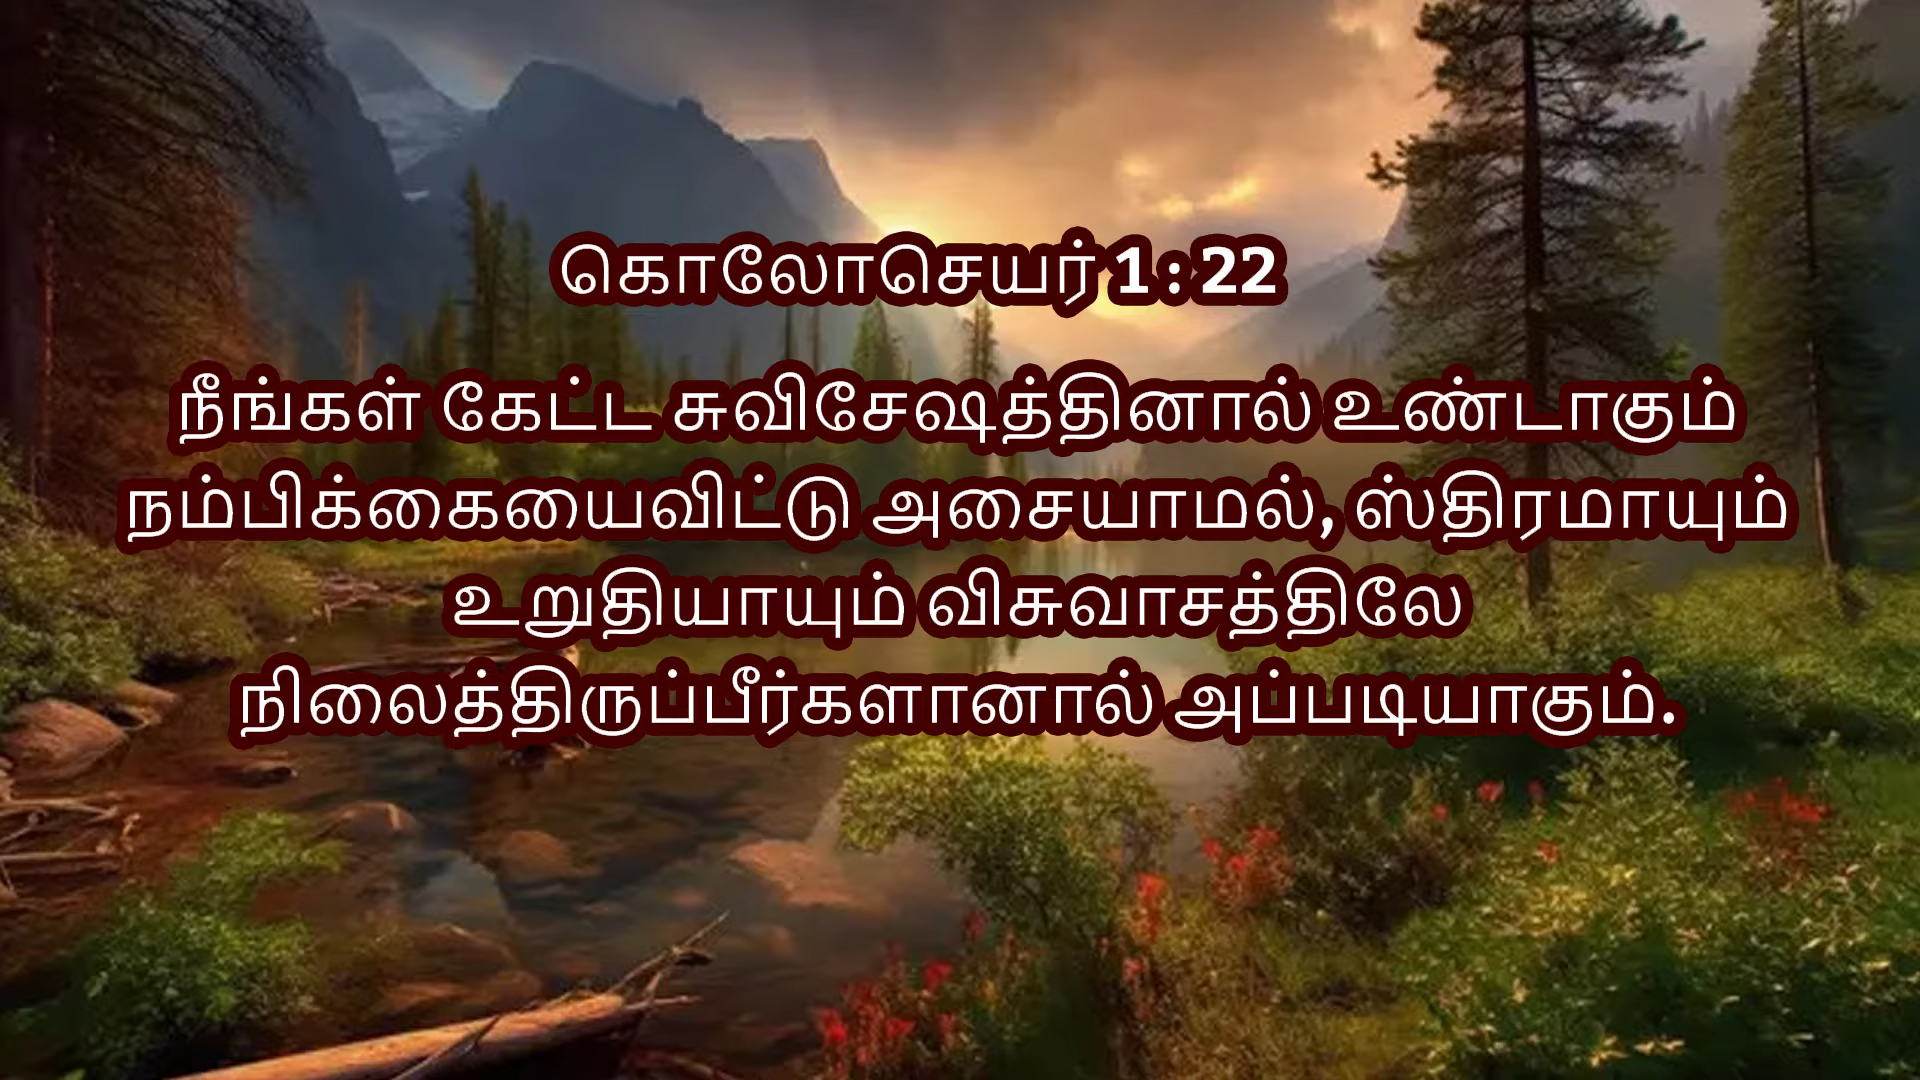 கொலோசெயர் 1 : 22
நீங்கள் கேட்ட சுவிசேஷத்தினால் உண்டாகும்
நம்பிக்கையைவிட்டு அசையாமல், ஸ்திரமாயும்
உறுதியாயும் விசுவாசத்திலே
நிலைத்திருப்பீர்களானால் அப்படியாகும்.